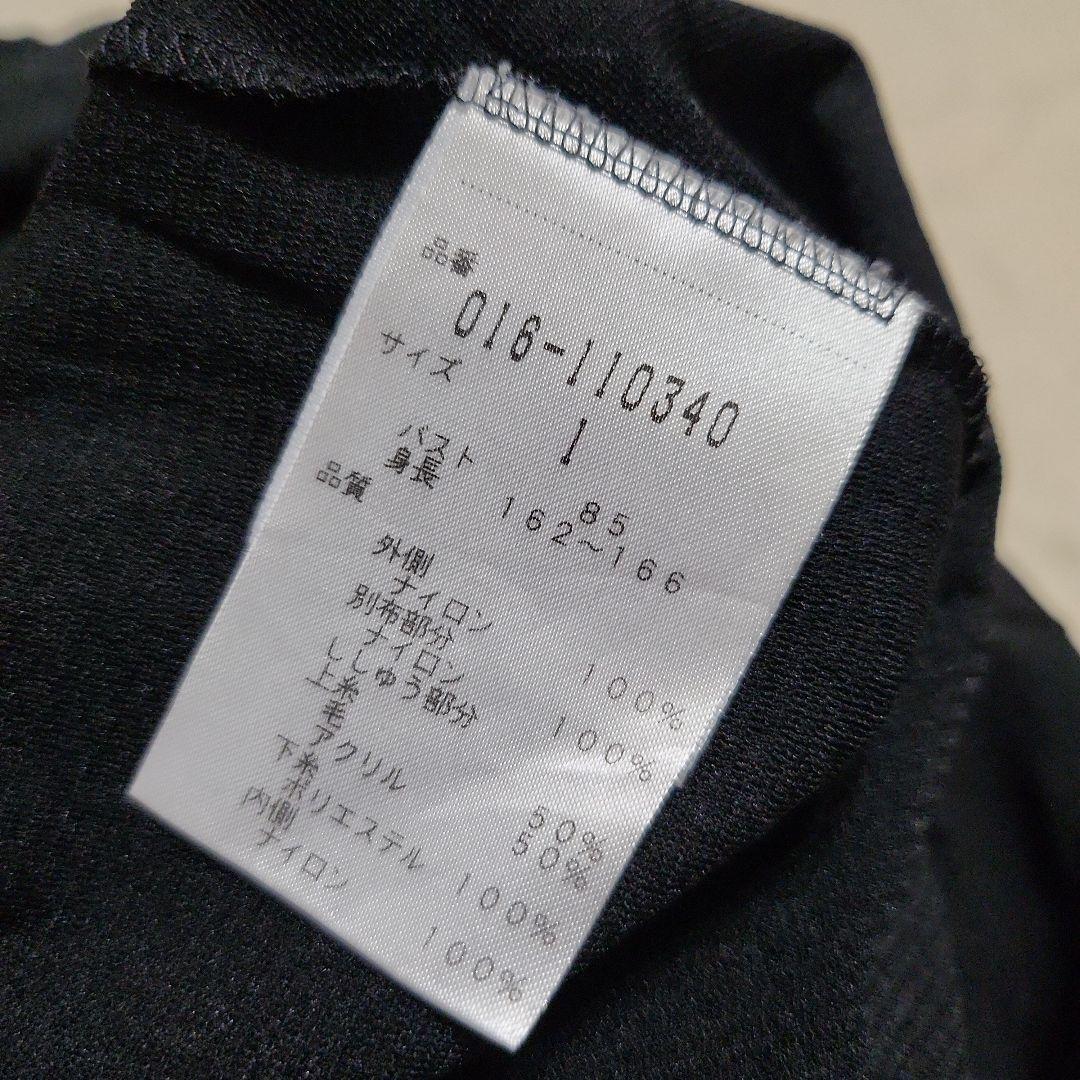 品番
016-110340
サイズ 1
バスト 85
身長 162～166
品質
外側
ナイロン 100%
別布部分
ナイロン 100%
ししゅう部分
上糸
毛 50%
アクリル 50%
下糸
ポリエステル 100%
内側
ナイロン 100%